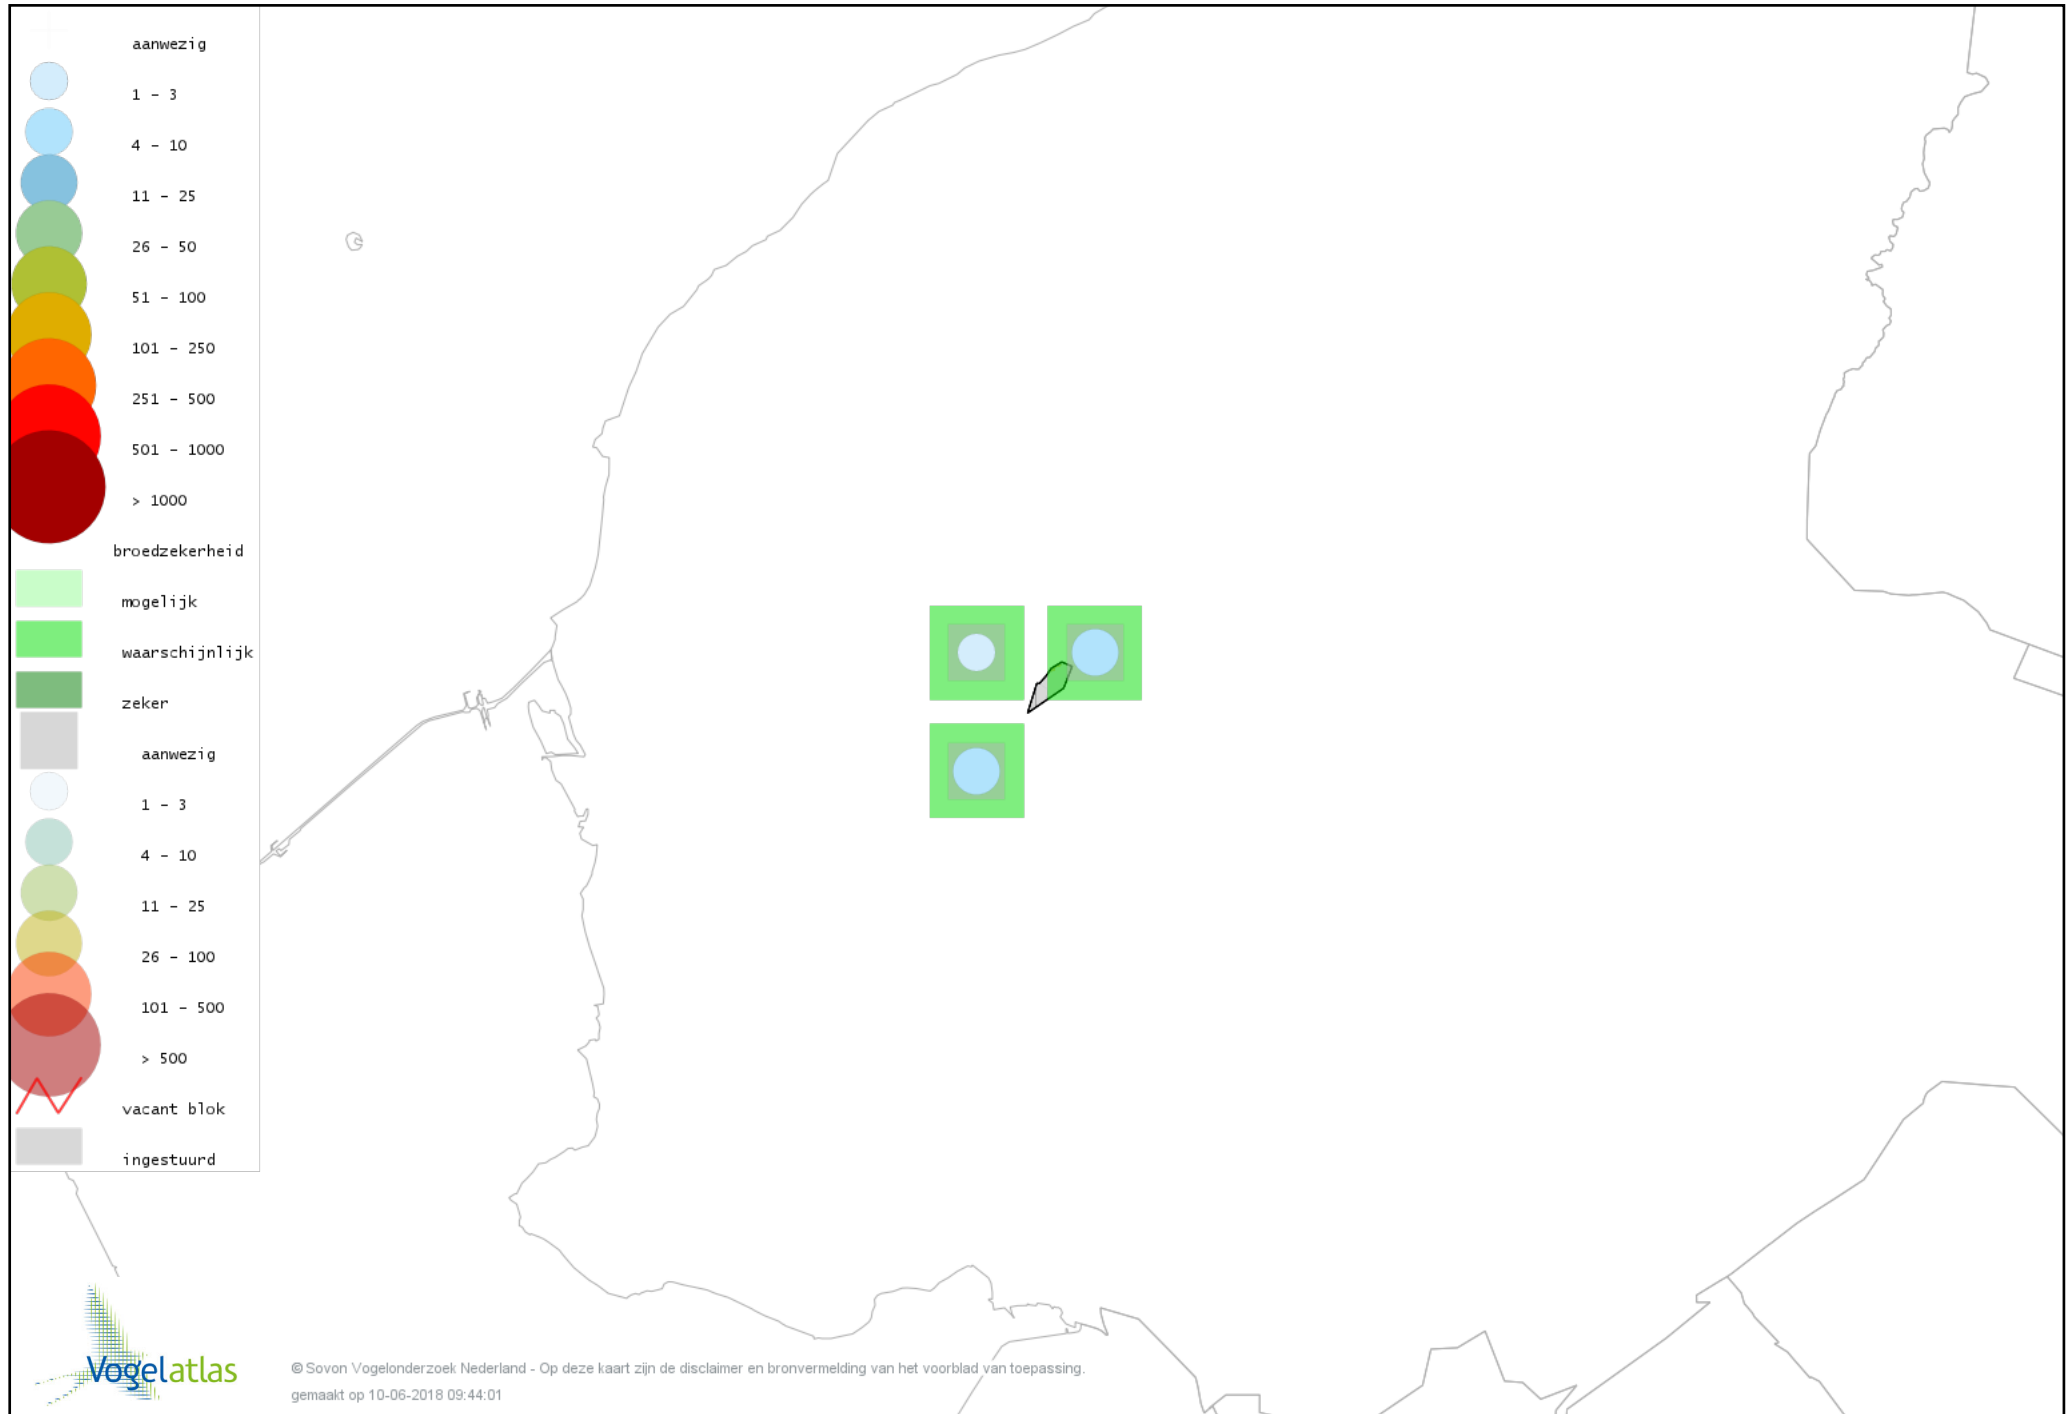 aanwezig
1 – 3
4 – 10
11 – 25
26 – 50
51 – 100
101 – 250
251 – 500
501 – 1000
> 1000
broedzekerheid
mogelijk
waarschijnlijk
zeker
aanwezig
1 – 3
4 – 10
11 – 25
26 – 100
101 – 500
> 500
vacant blok
ingestuurd
Vogelatlas
© Sovon Vogelonderzoek Nederland - Op deze kaart zijn de disclaimer en bronvermelding van het voorblad van toepassing.
gemaakt op 10-06-2018 09:44:01